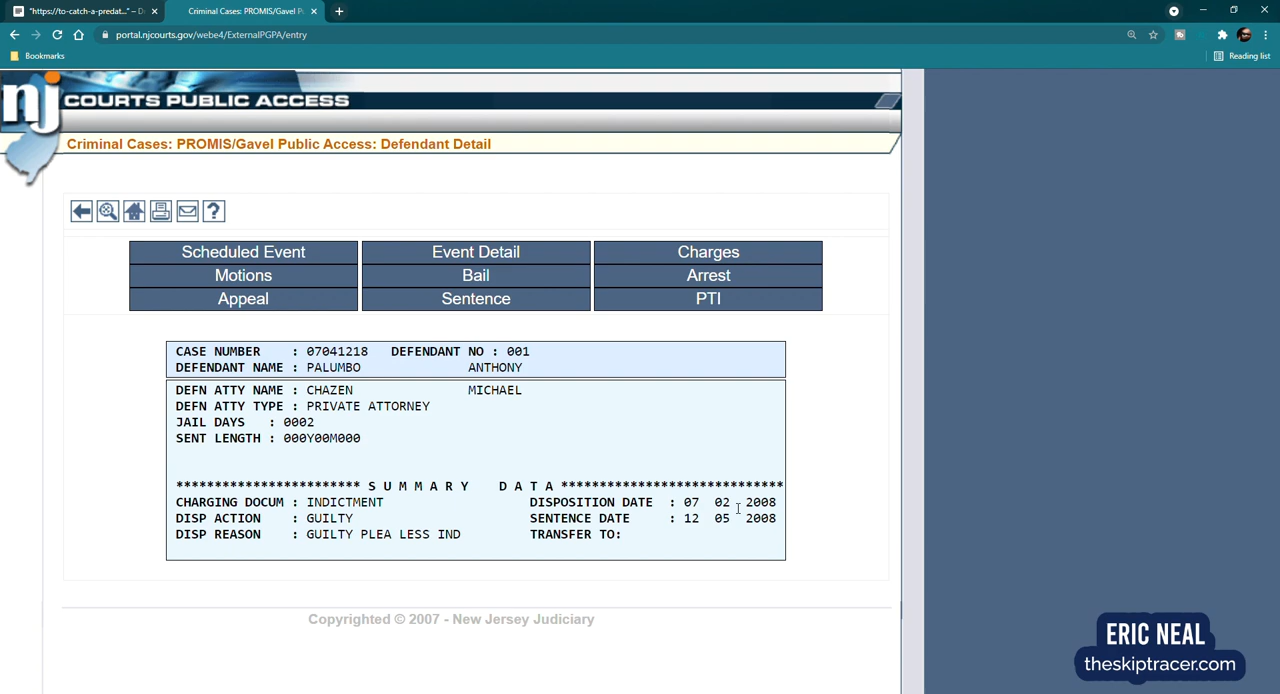 "https://to-catch-a-predat..." – D
Criminal Cases: PROMIS/Gavel P
portal.njcourts.gov/webe4/ExternalPGPA/entry
Bookmarks
Reading list
nj COURTS PUBLIC ACCESS
Criminal Cases: PROMIS/Gavel Public Access: Defendant Detail
Scheduled Event Event Detail Charges
Motions Bail Arrest
Appeal Sentence PTI
CASE NUMBER : 07041218 DEFENDANT NO : 001
DEFENDANT NAME : PALUMBO ANTHONY
DEFN ATTY NAME : CHAZEN MICHAEL
DEFN ATTY TYPE : PRIVATE ATTORNEY
JAIL DAYS : 0002
SENT LENGTH : 000Y00M000
************************ S U M M A R Y D A T A *****************************
CHARGING DOCUM : INDICTMENT DISPOSITION DATE : 07 02 2008
DISP ACTION : GUILTY SENTENCE DATE : 12 05 2008
DISP REASON : GUILTY PLEA LESS IND TRANSFER TO:
Copyrighted © 2007 - New Jersey Judiciary
ERIC NEAL
theskiptracer.com